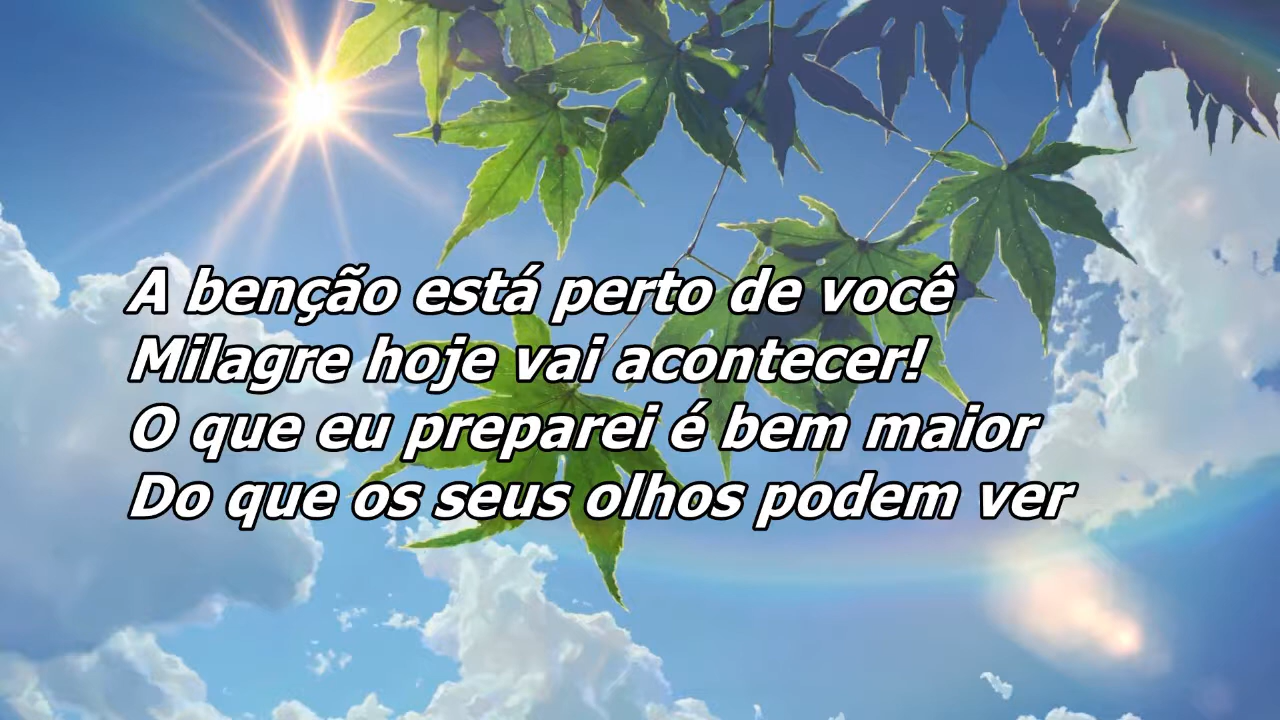 A benção está perto de você
Milagre hoje vai acontecer!
O que eu preparei é bem maior
Do que os seus olhos podem ver